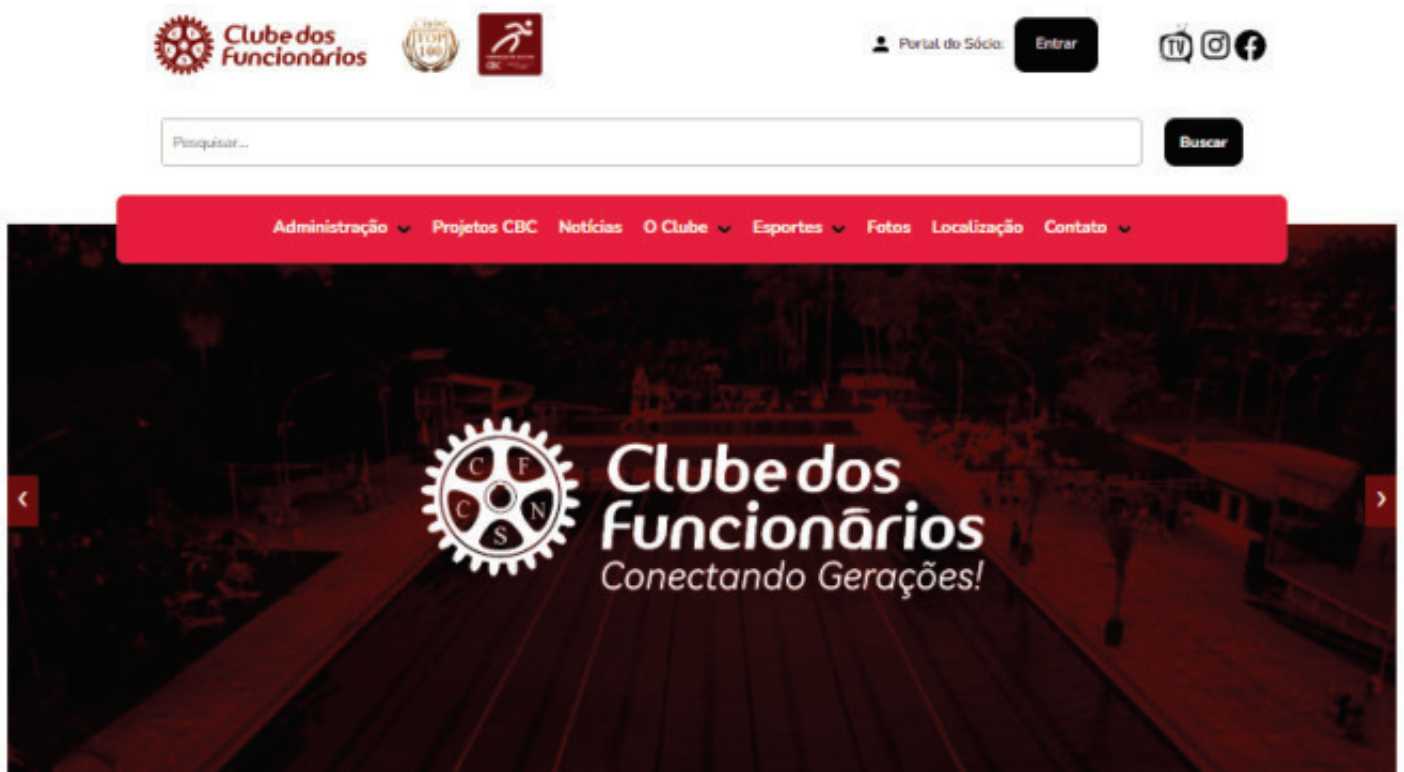 Clube dos
Funcionários
TOP
100
CBC
Portal do Sócio:
Entrar
TV
Pesquisar...
Buscar
Administração
Projetos CBC
Notícias
O Clube
Esportes
Fotos
Localização
Contato
C F
C N
S
Clube dos
Funcionários
Conectando Gerações!